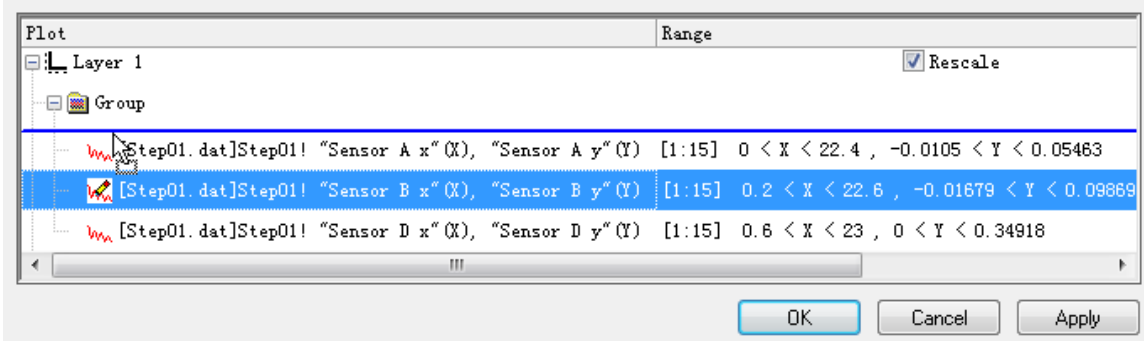 Plot Range
Layer 1 Rescale
Group
[Step01.dat]Step01! "Sensor A x"(X), "Sensor A y"(Y) [1:15] 0 < X < 22.4 , -0.0105 < Y < 0.05463
[Step01.dat]Step01! "Sensor B x"(X), "Sensor B y"(Y) [1:15] 0.2 < X < 22.6 , -0.01679 < Y < 0.09869
[Step01.dat]Step01! "Sensor D x"(X), "Sensor D y"(Y) [1:15] 0.6 < X < 23 , 0 < Y < 0.34918
OK Cancel Apply